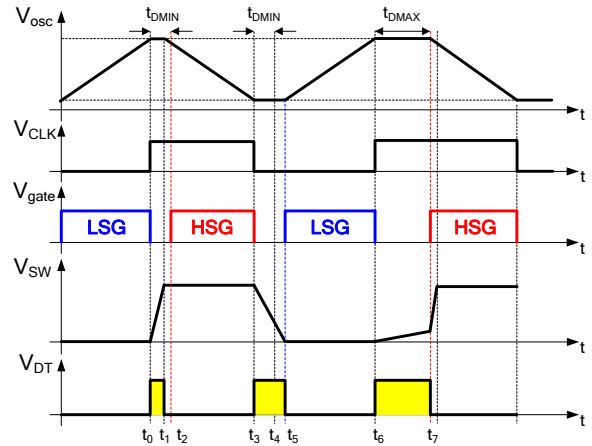 t_DMIN t_DMIN t_DMAX
V_osc
t
V_CLK
t
V_gate
LSG HSG LSG HSG
t
V_SW
t
V_DT
t
t_0 t_1 t_2 t_3 t_4 t_5 t_6 t_7